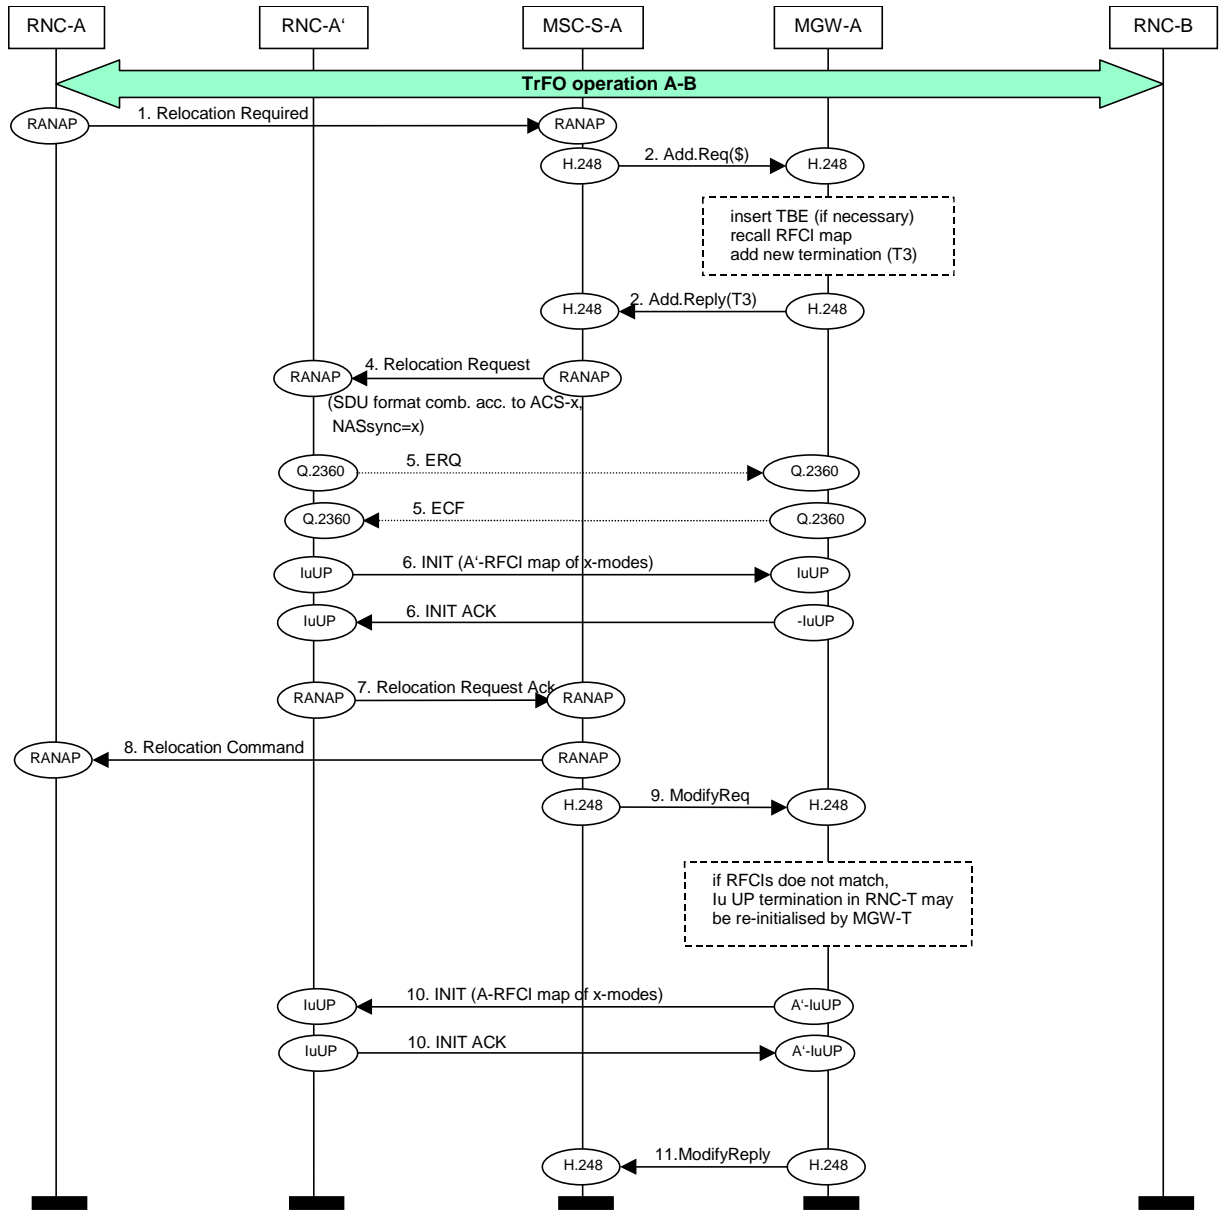 RNC-A RNC-A‘ MSC-S-A MGW-A RNC-B
TrFO operation A-B
1. Relocation Required
RANAP RANAP
2. Add.Req($)
H.248 H.248
insert TBE (if necessary)
recall RFCI map
add new termination (T3)
2. Add.Reply(T3)
H.248 H.248
4. Relocation Request
RANAP RANAP
(SDU format comb. acc. to ACS-x,
NASsync=x)
5. ERQ
Q.2360 Q.2360
5. ECF
Q.2360 Q.2360
6. INIT (A‘-RFCI map of x-modes)
IuUP IuUP
6. INIT ACK
IuUP -IuUP
7. Relocation Request Ack
RANAP RANAP
8. Relocation Command
RANAP RANAP
9. ModifyReq
H.248 H.248
if RFCIs doe not match,
Iu UP termination in RNC-T may
be re-initialised by MGW-T
10. INIT (A-RFCI map of x-modes)
IuUP A‘-IuUP
10. INIT ACK
IuUP A‘-IuUP
11.ModifyReply
H.248 H.248